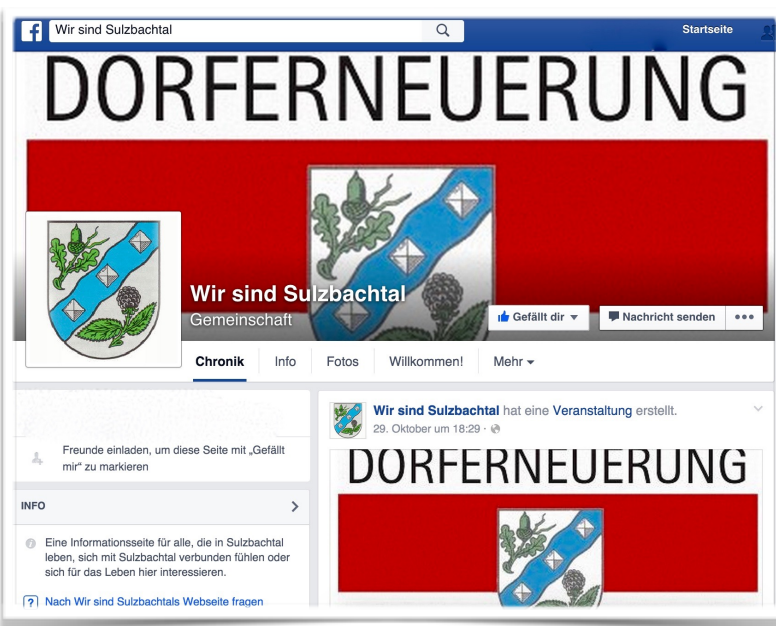 Wir sind Sulzbachtal
Startseite
DORFERNEUERUNG
Wir sind Sulzbachtal
Gemeinschaft
Gefällt dir
Nachricht senden
Chronik
Info
Fotos
Willkommen!
Mehr
Freunde einladen, um diese Seite mit „Gefällt
mir“ zu markieren
INFO
Eine Informationsseite für alle, die in Sulzbachtal
leben, sich mit Sulzbachtal verbunden fühlen oder
sich für das Leben hier interessieren.
? Nach Wir sind Sulzbachtals Webseite fragen
Wir sind Sulzbachtal hat eine Veranstaltung erstellt.
29. Oktober um 18:29 ·
DORFERNEUERUNG